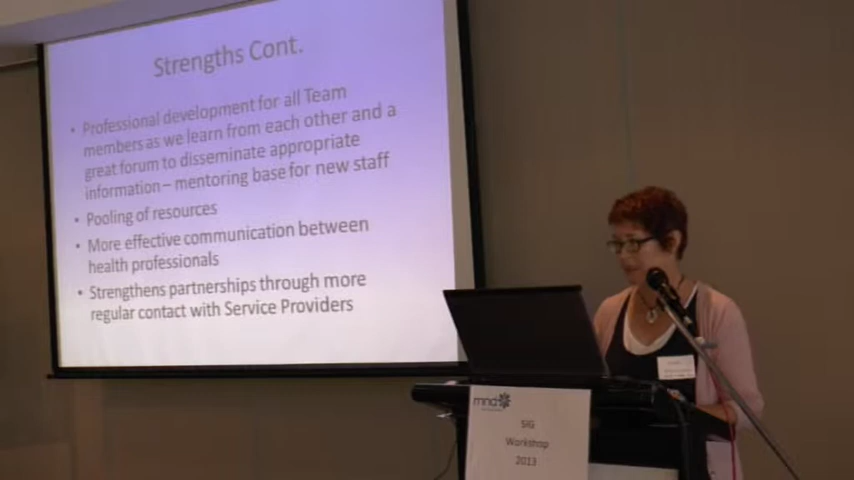 Strengths Cont.
• Professional development for all Team
members as we learn from each other and a
great forum to disseminate appropriate
information – mentoring base for new staff
• Pooling of resources
• More effective communication between
health professionals
• Strengthens partnerships through more
regular contact with Service Providers
mnd
SIG
Workshop
2013